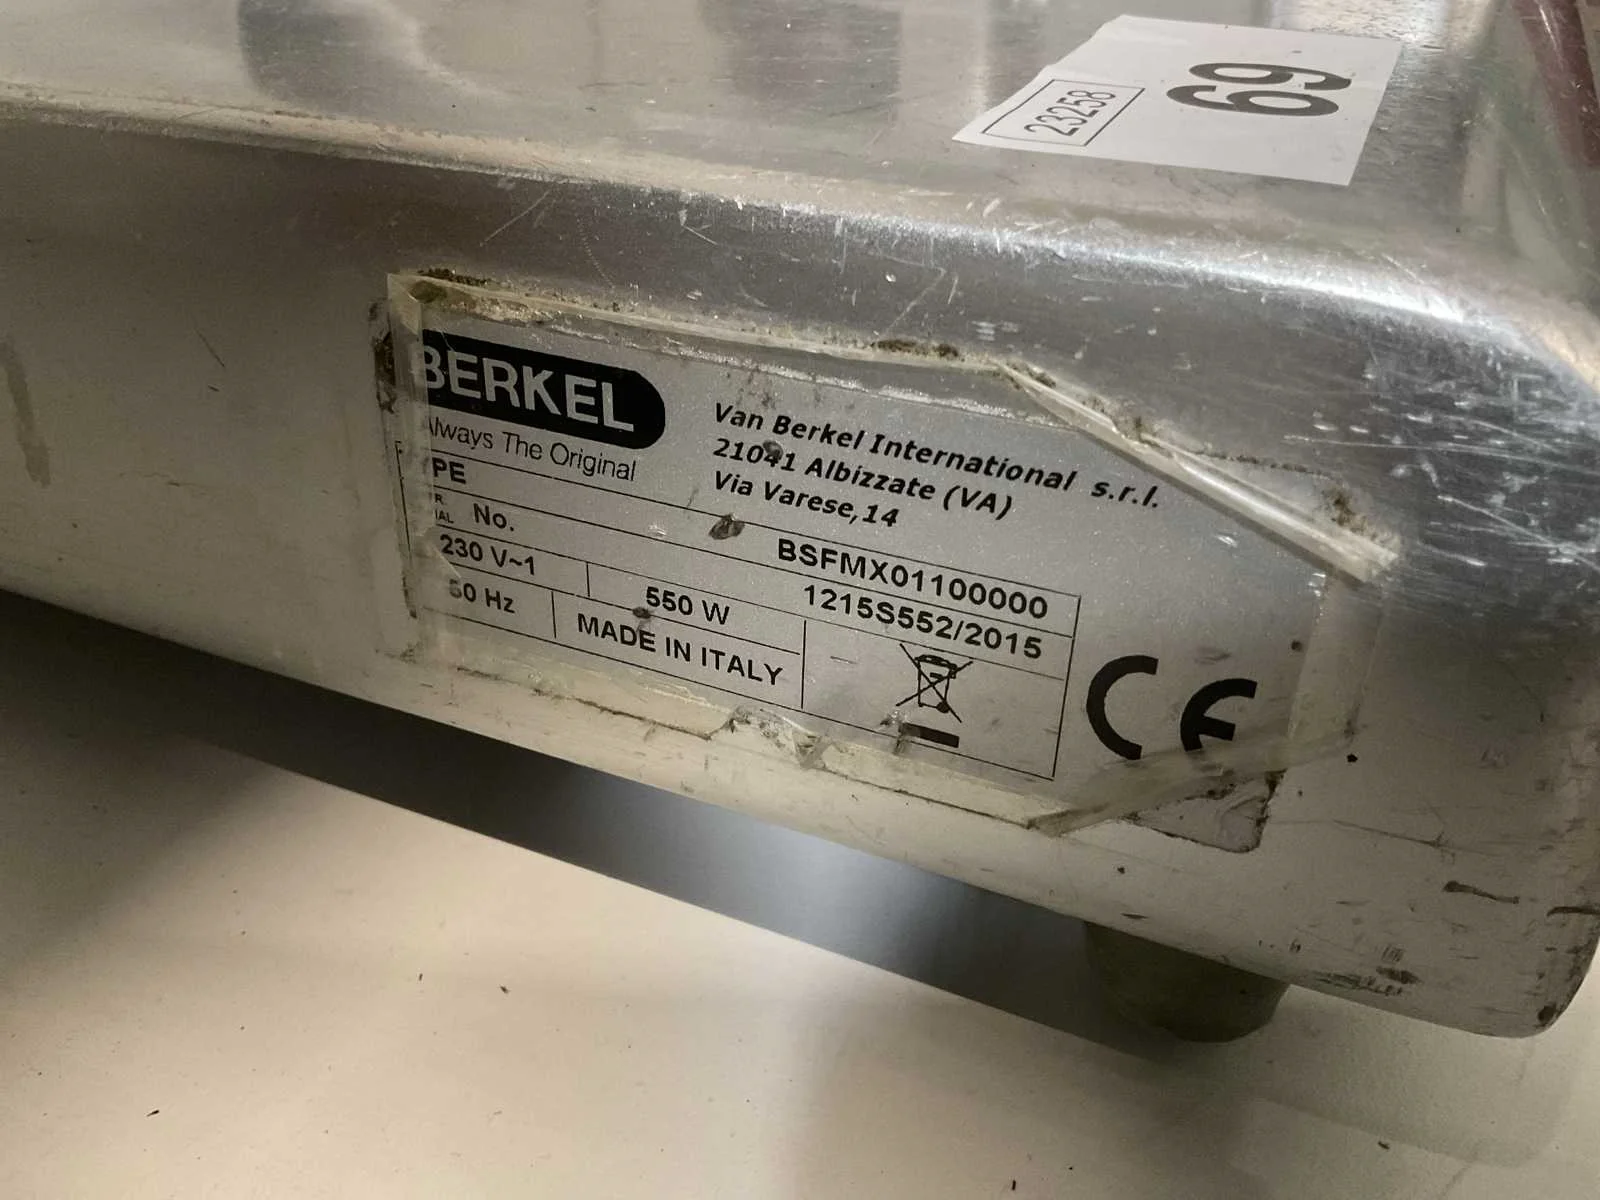 69
23258
BERKEL
Always The Original
Van Berkel International s.r.l.
21041 Albizzate (VA)
Via Varese,14
PE
BSFMX01100000
R.
IAL No.
1215S552/2015
230 V~1
550 W
50 Hz
MADE IN ITALY
CE